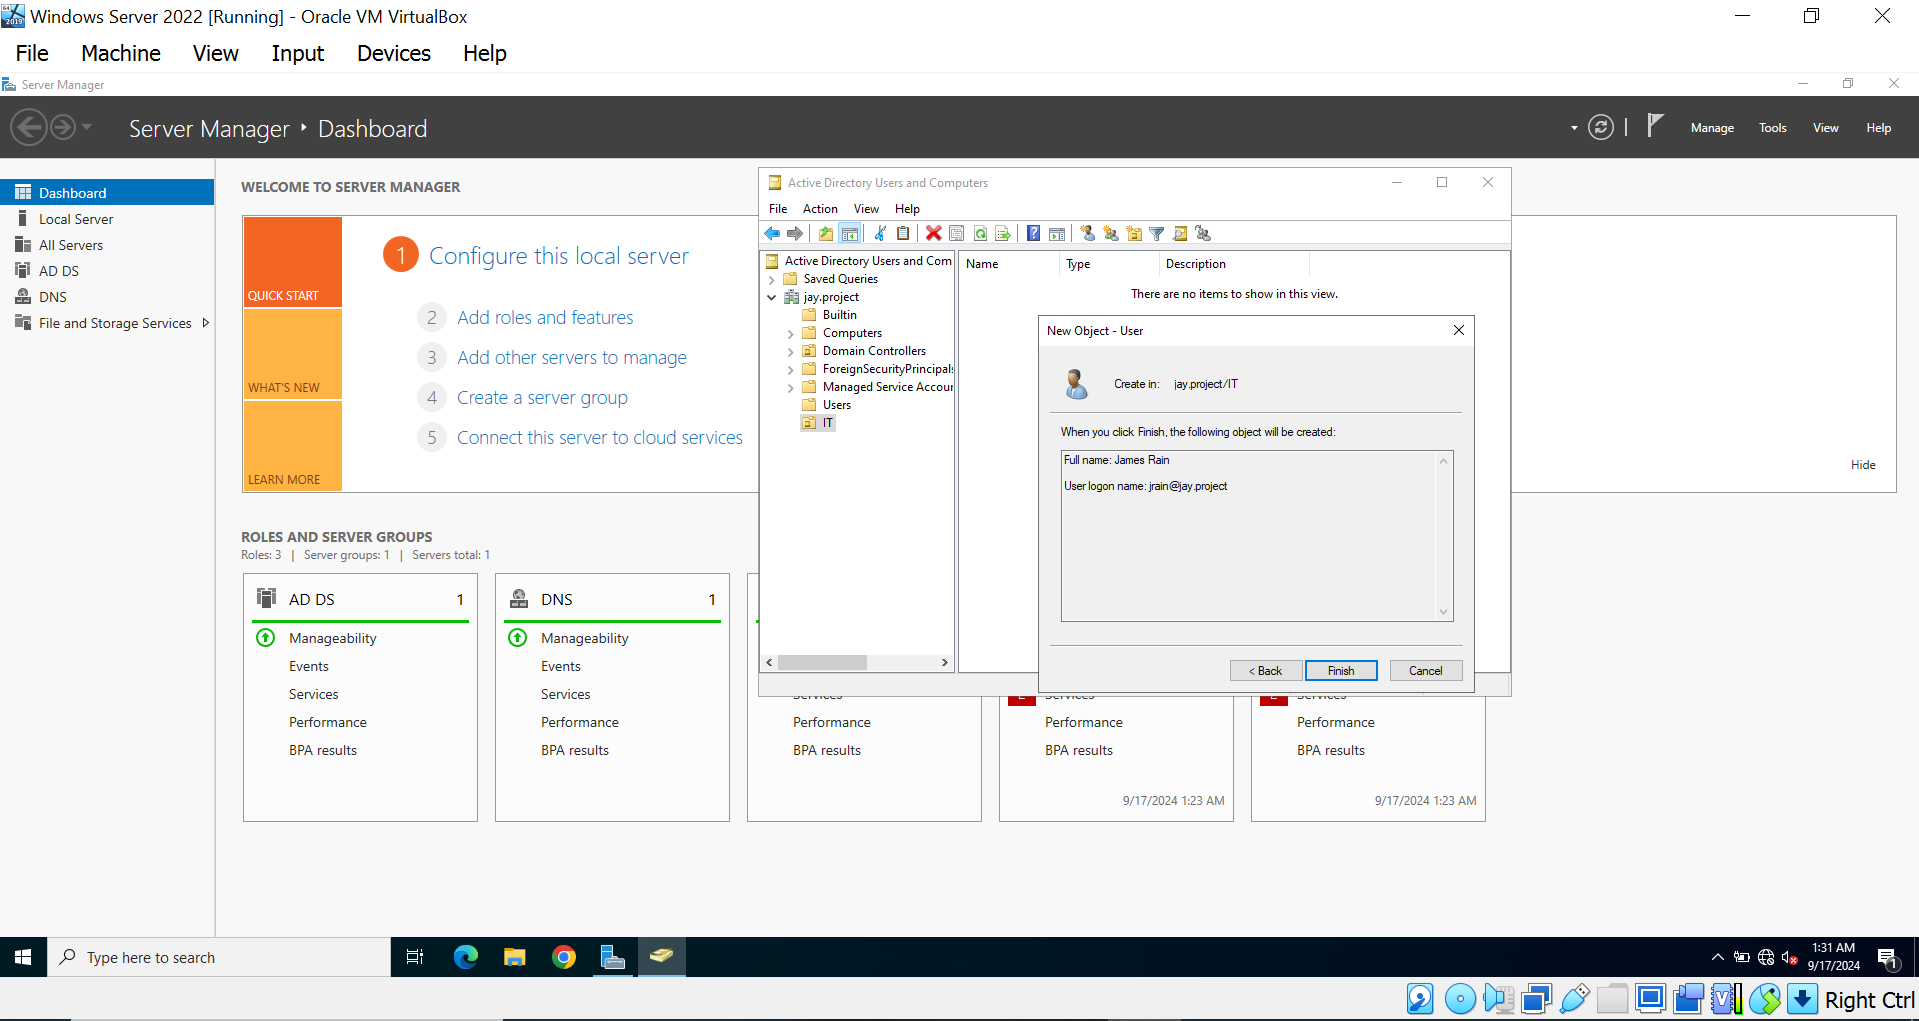 Windows Server 2022 [Running] - Oracle VM VirtualBox
File Machine View Input Devices Help
Server Manager
Server Manager ‣ Dashboard
Manage Tools View Help
Dashboard
Local Server
All Servers
AD DS
DNS
File and Storage Services
WELCOME TO SERVER MANAGER
QUICK START
WHAT'S NEW
LEARN MORE
1 Configure this local server
2 Add roles and features
3 Add other servers to manage
4 Create a server group
5 Connect this server to cloud services
Hide
Active Directory Users and Computers
File Action View Help
Active Directory Users and Com
Saved Queries
jay.project
Builtin
Computers
Domain Controllers
ForeignSecurityPrincipals
Managed Service Accoun
Users
IT
Name Type Description
There are no items to show in this view.
New Object - User
Create in: jay.project/IT
When you click Finish, the following object will be created:
Full name: James Rain
User logon name: jrain@jay.project
< Back Finish Cancel
ROLES AND SERVER GROUPS
Roles: 3 | Server groups: 1 | Servers total: 1
AD DS 1
Manageability
Events
Services
Performance
BPA results
DNS 1
Manageability
Events
Services
Performance
BPA results
Services
Performance
BPA results
Services
Performance
BPA results
9/17/2024 1:23 AM
Services
Performance
BPA results
9/17/2024 1:23 AM
Type here to search
1:31 AM
9/17/2024
1
Right Ctrl